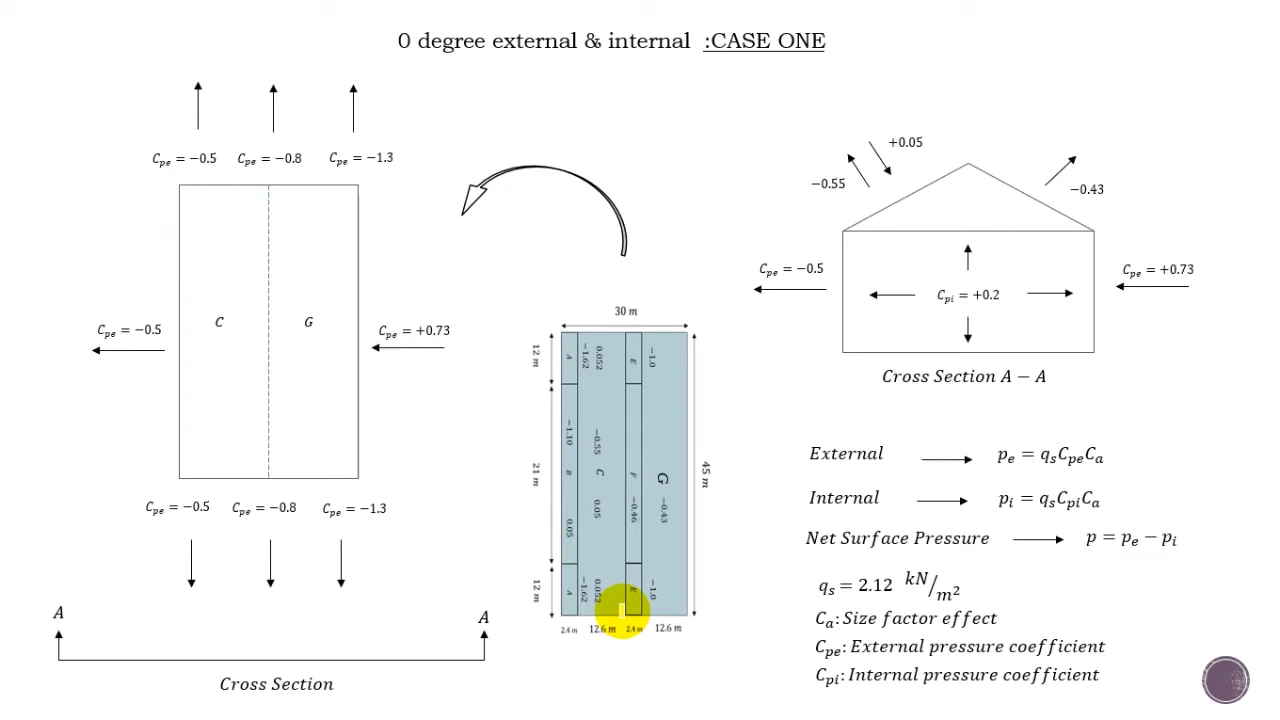 0 degree external & internal :CASE ONE
C_pe = −0.5 C_pe = −0.8 C_pe = −1.3
C G
C_pe = −0.5
C_pe = +0.73
C_pe = −0.5 C_pe = −0.8 C_pe = −1.3
A A
Cross Section
30 m
12 m
21 m
12 m
45 m
A −1.62 0.052 E −1.0
−1.10 B 0.05
−0.55 C 0.05
F −0.46
G −0.43
A −1.62 0.052 E −1.0
2.4 m 12.6 m 2.4 m 12.6 m
+0.05
−0.55
−0.43
C_pe = −0.5
C_pi = +0.2
C_pe = +0.73
Cross Section A − A
External p_e = q_s C_pe C_a
Internal p_i = q_s C_pi C_a
Net Surface Pressure p = p_e − p_i
q_s = 2.12 kN/m²
C_a: Size factor effect
C_pe: External pressure coefficient
C_pi: Internal pressure coefficient